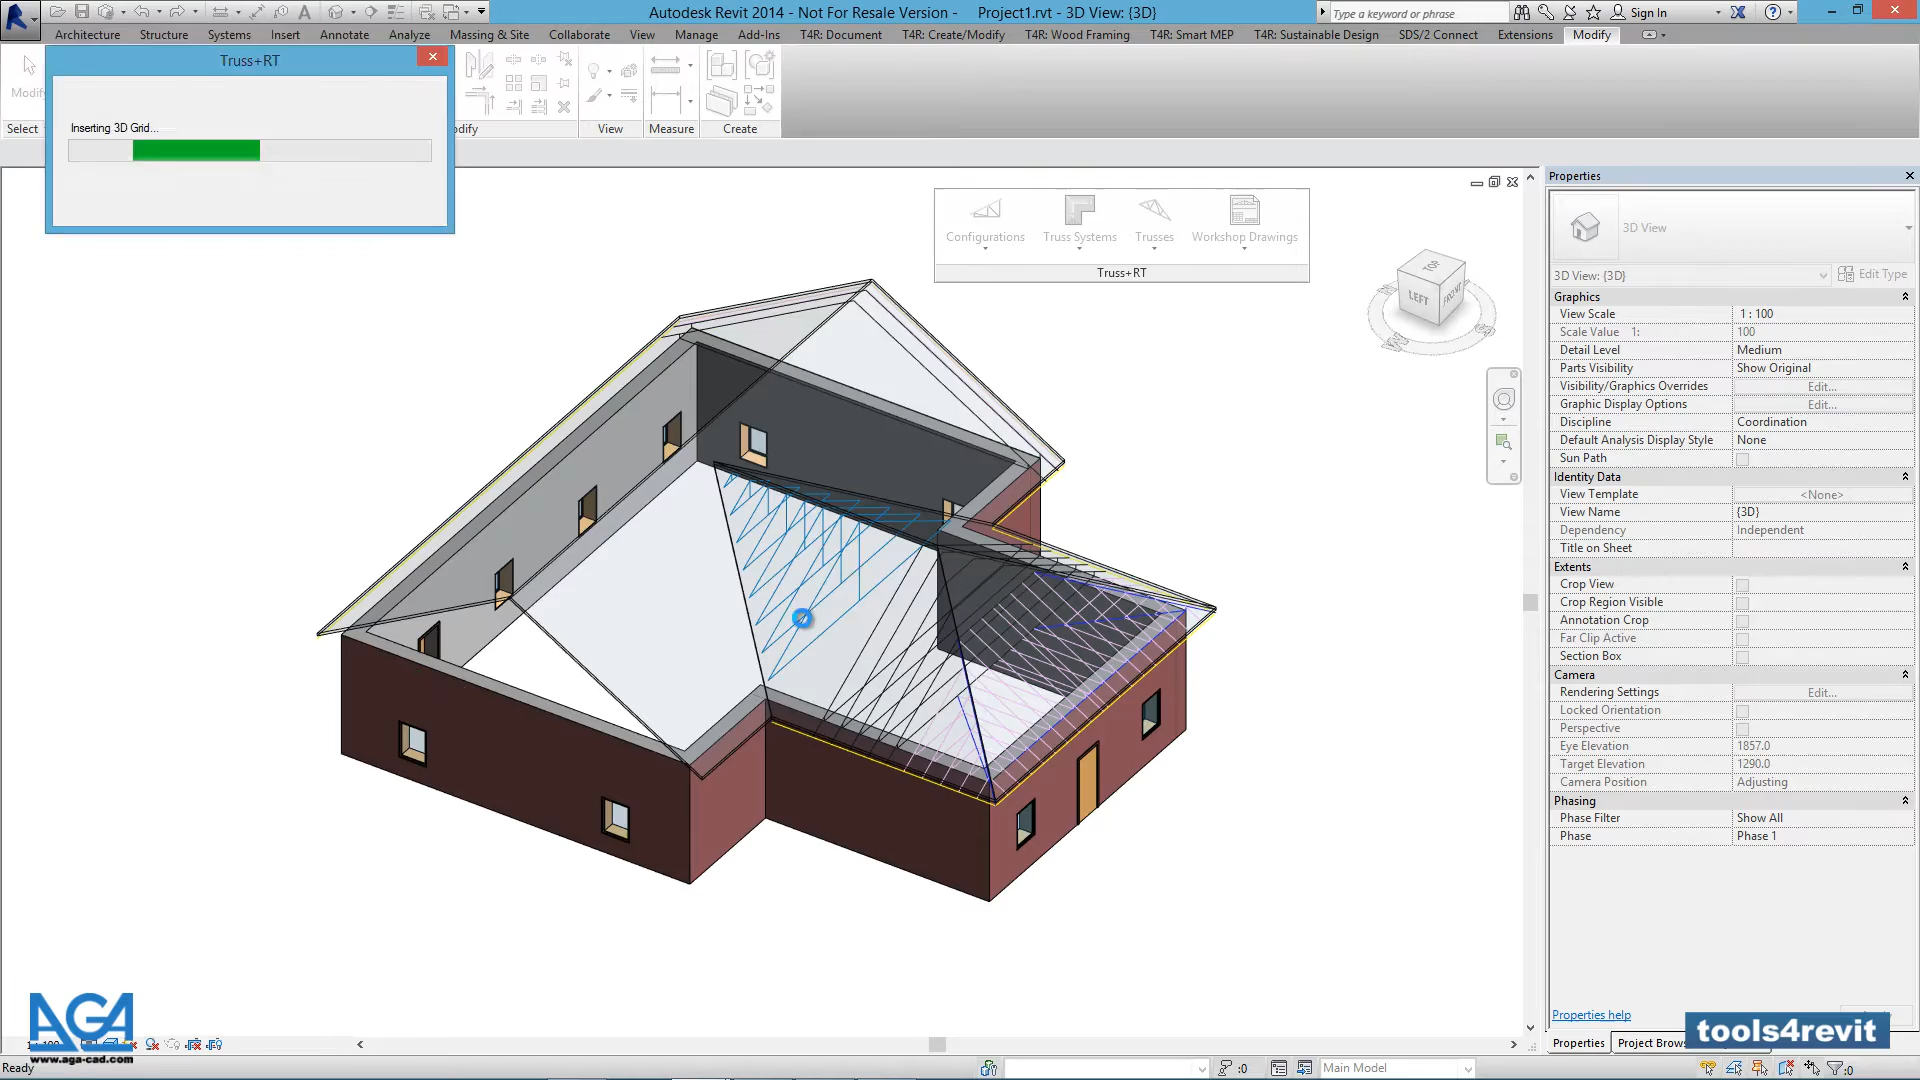 Autodesk Revit 2014 - Not For Resale Version - Project1.rvt - 3D View: {3D}
Type a keyword or phrase
Sign In
Architecture Structure Systems Insert Annotate Analyze Massing & Site Collaborate View Manage Add-Ins T4R: Document T4R: Create/Modify T4R: Wood Framing T4R: Smart MEP T4R: Sustainable Design SDS/2 Connect Extensions Modify
Truss+RT
Inserting 3D Grid...
Modify
Select
odify
View
Measure
Create
Configurations Truss Systems Trusses Workshop Drawings
Truss+RT
TOP
LEFT
FRONT
Properties
3D View
3D View: {3D}
Edit Type
Graphics
View Scale 1 : 100
Scale Value 1: 100
Detail Level Medium
Parts Visibility Show Original
Visibility/Graphics Overrides Edit...
Graphic Display Options Edit...
Discipline Coordination
Default Analysis Display Style None
Sun Path
Identity Data
View Template <None>
View Name {3D}
Dependency Independent
Title on Sheet
Extents
Crop View
Crop Region Visible
Annotation Crop
Far Clip Active
Section Box
Camera
Rendering Settings Edit...
Locked Orientation
Perspective
Eye Elevation 1857.0
Target Elevation 1290.0
Camera Position Adjusting
Phasing
Phase Filter Show All
Phase Phase 1
Properties help
Properties
Project Brows
tools4revit
AGA
www.aga-cad.com
Ready
:0
Main Model
:0